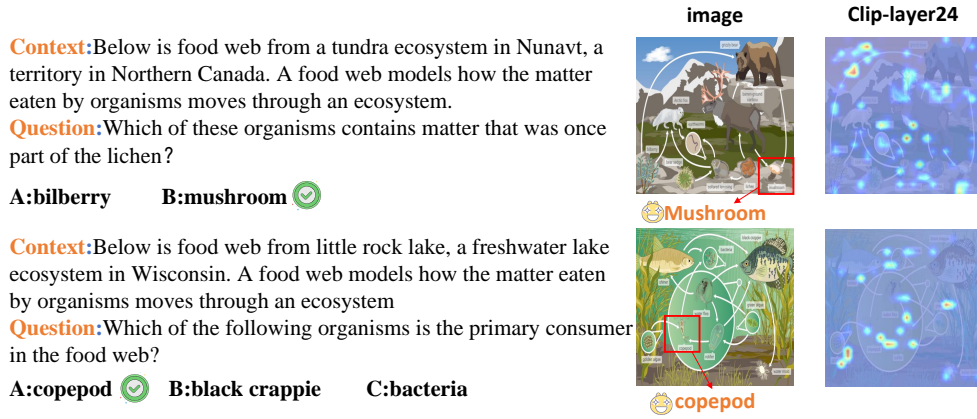 image
Clip-layer24
Context:Below is food web from a tundra ecosystem in Nunavt, a
territory in Northern Canada. A food web models how the matter
eaten by organisms moves through an ecosystem.
Question:Which of these organisms contains matter that was once
part of the lichen?
A:bilberry B:mushroom
Mushroom
Context:Below is food web from little rock lake, a freshwater lake
ecosystem in Wisconsin. A food web models how the matter eaten
by organisms moves through an ecosystem
Question:Which of the following organisms is the primary consumer
in the food web?
A:copepod B:black crappie C:bacteria
copepod